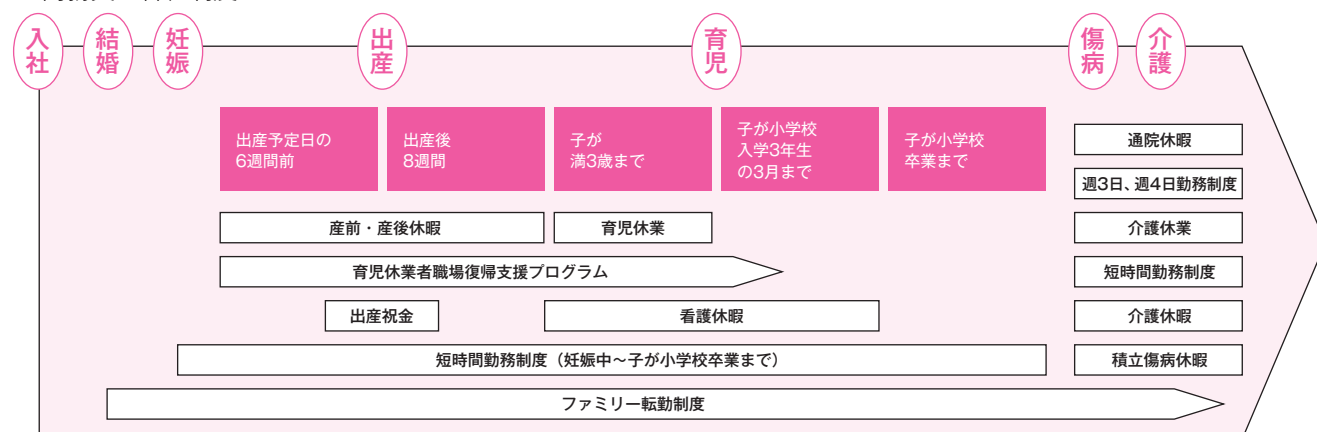 入社
結婚
妊娠
出産
育児
傷病
介護
出産予定日の
6週間前
出産後
8週間
子が
満3歳まで
子が小学校
入学3年生
の3月まで
子が小学校
卒業まで
産前・産後休暇
育児休業
育児休業者職場復帰支援プログラム
出産祝金
看護休暇
短時間勤務制度（妊娠中～子が小学校卒業まで）
ファミリー転勤制度
通院休暇
週3日、週4日勤務制度
介護休業
短時間勤務制度
介護休暇
積立傷病休暇